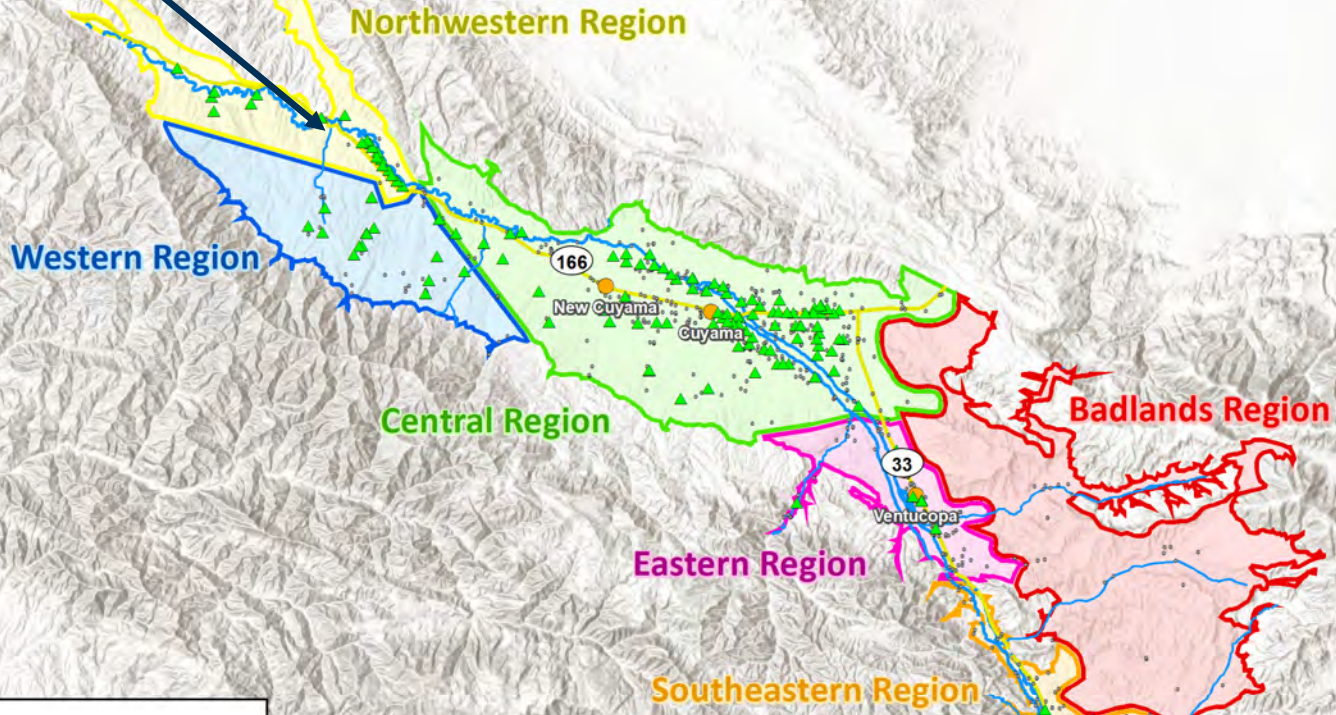 Northwestern Region
Western Region
166
New Cuyama
Cuyama
Central Region
Badlands Region
33
Ventucopa
Eastern Region
Southeastern Region